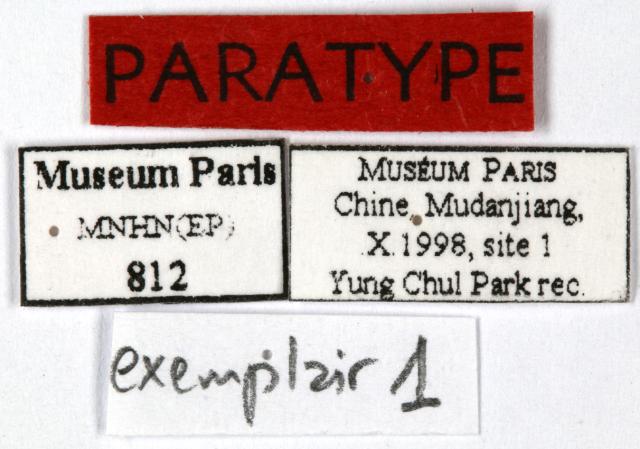 PARATYPE
Museum Paris
MNHN(EP)
812
MUSÉUM PARIS
Chine, Mudanjiang,
X.1998, site 1
Yung Chul Park rec.
exemplair 1